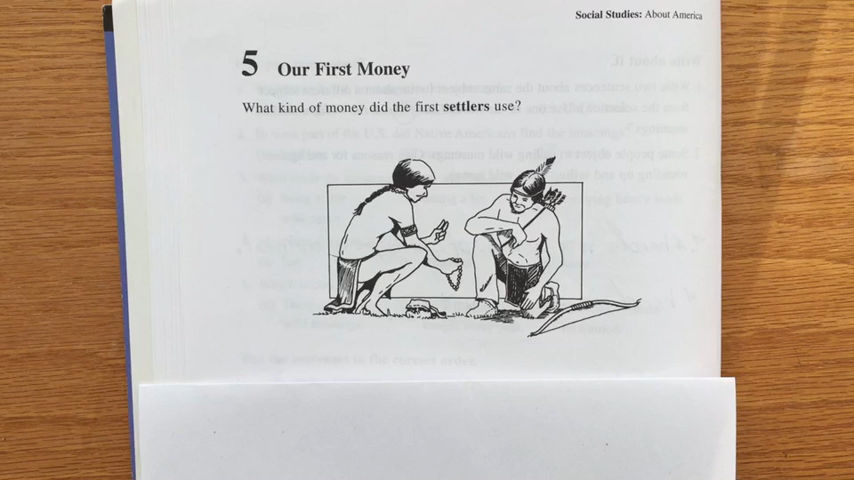 Social Studies: About America
5 Our First Money
What kind of money did the first settlers use?